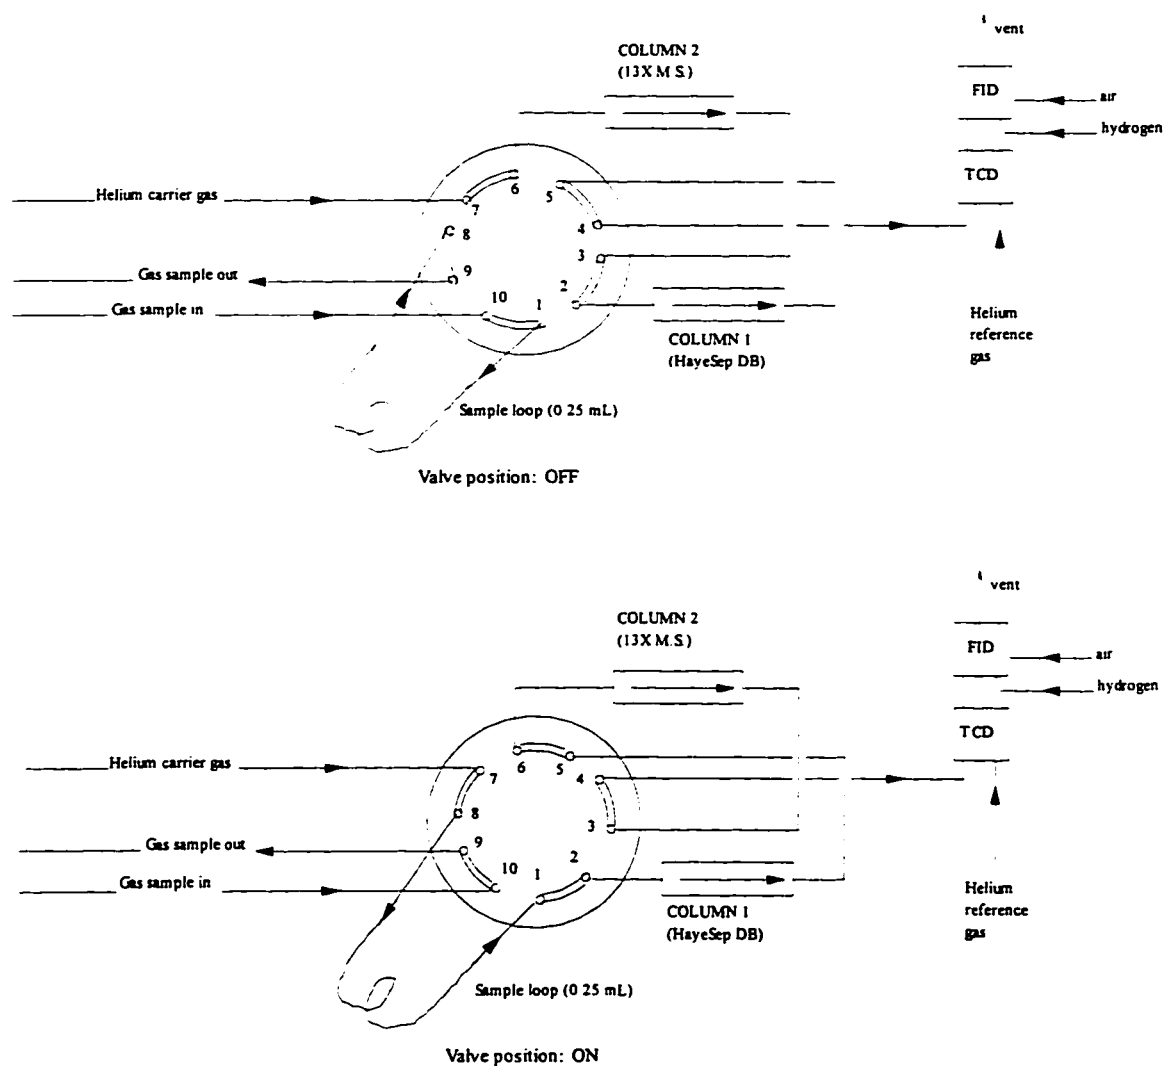 vent
COLUMN 2
(13X M.S.)
FID
air
hydrogen
TCD
Helium carrier gas
6
5
7
8
4
3
Gas sample out
9
2
Gas sample in
10
1
COLUMN 1
(HayeSep DB)
Helium
reference
gas
Sample loop (0 25 mL)
Valve position: OFF
vent
COLUMN 2
(13X M.S.)
FID
air
hydrogen
TCD
Helium carrier gas
6
5
7
4
8
3
Gas sample out
9
2
Gas sample in
10
1
COLUMN 1
(HayeSep DB)
Helium
reference
gas
Sample loop (0 25 mL)
Valve position: ON